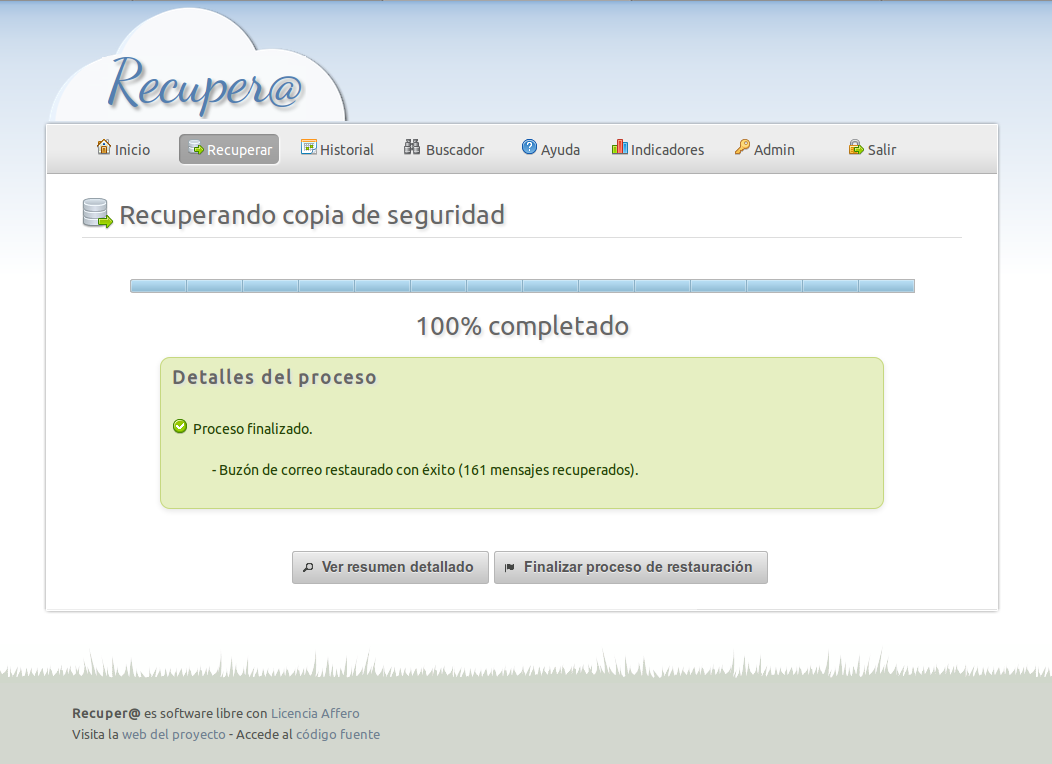 Recuper@
Inicio Recuperar Historial Buscador Ayuda Indicadores Admin Salir
Recuperando copia de seguridad
100% completado
Detalles del proceso
Proceso finalizado.
- Buzón de correo restaurado con éxito (161 mensajes recuperados).
Ver resumen detallado Finalizar proceso de restauración
Recuper@ es software libre con Licencia Affero
Visita la web del proyecto - Accede al código fuente